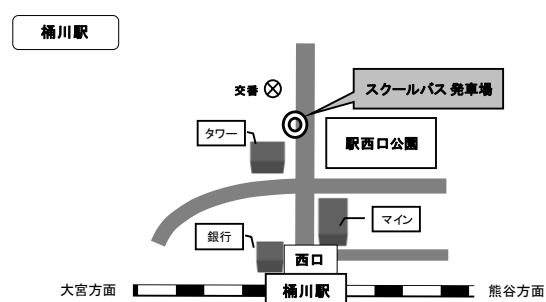 桶川駅
交番
スクールバス 発車場
タワー
駅西口公園
マイン
銀行
西口
大宮方面
桶川駅
熊谷方面